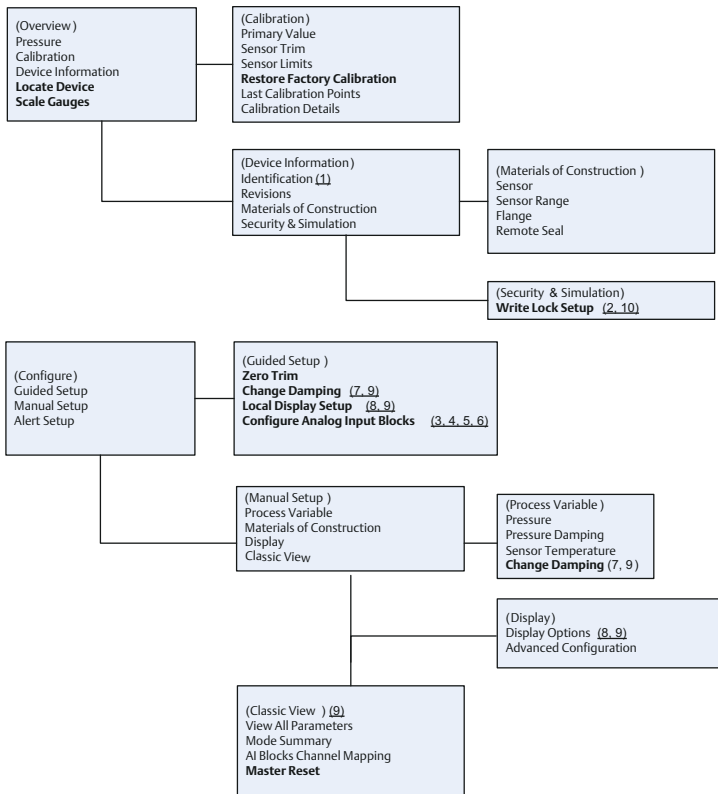 (Overview)
Pressure
Calibration
Device Information
Locate Device
Scale Gauges
(Calibration)
Primary Value
Sensor Trim
Sensor Limits
Restore Factory Calibration
Last Calibration Points
Calibration Details
(Device Information)
Identification (1)
Revisions
Materials of Construction
Security & Simulation
(Materials of Construction )
Sensor
Sensor Range
Flange
Remote Seal
(Security & Simulation)
Write Lock Setup (2, 10)
(Configure)
Guided Setup
Manual Setup
Alert Setup
(Guided Setup )
Zero Trim
Change Damping (7, 9)
Local Display Setup (8, 9)
Configure Analog Input Blocks (3, 4, 5, 6)
(Manual Setup )
Process Variable
Materials of Construction
Display
Classic View
(Process Variable )
Pressure
Pressure Damping
Sensor Temperature
Change Damping (7, 9 )
(Display)
Display Options (8, 9)
Advanced Configuration
(Classic View ) (9)
View All Parameters
Mode Summary
AI Blocks Channel Mapping
Master Reset